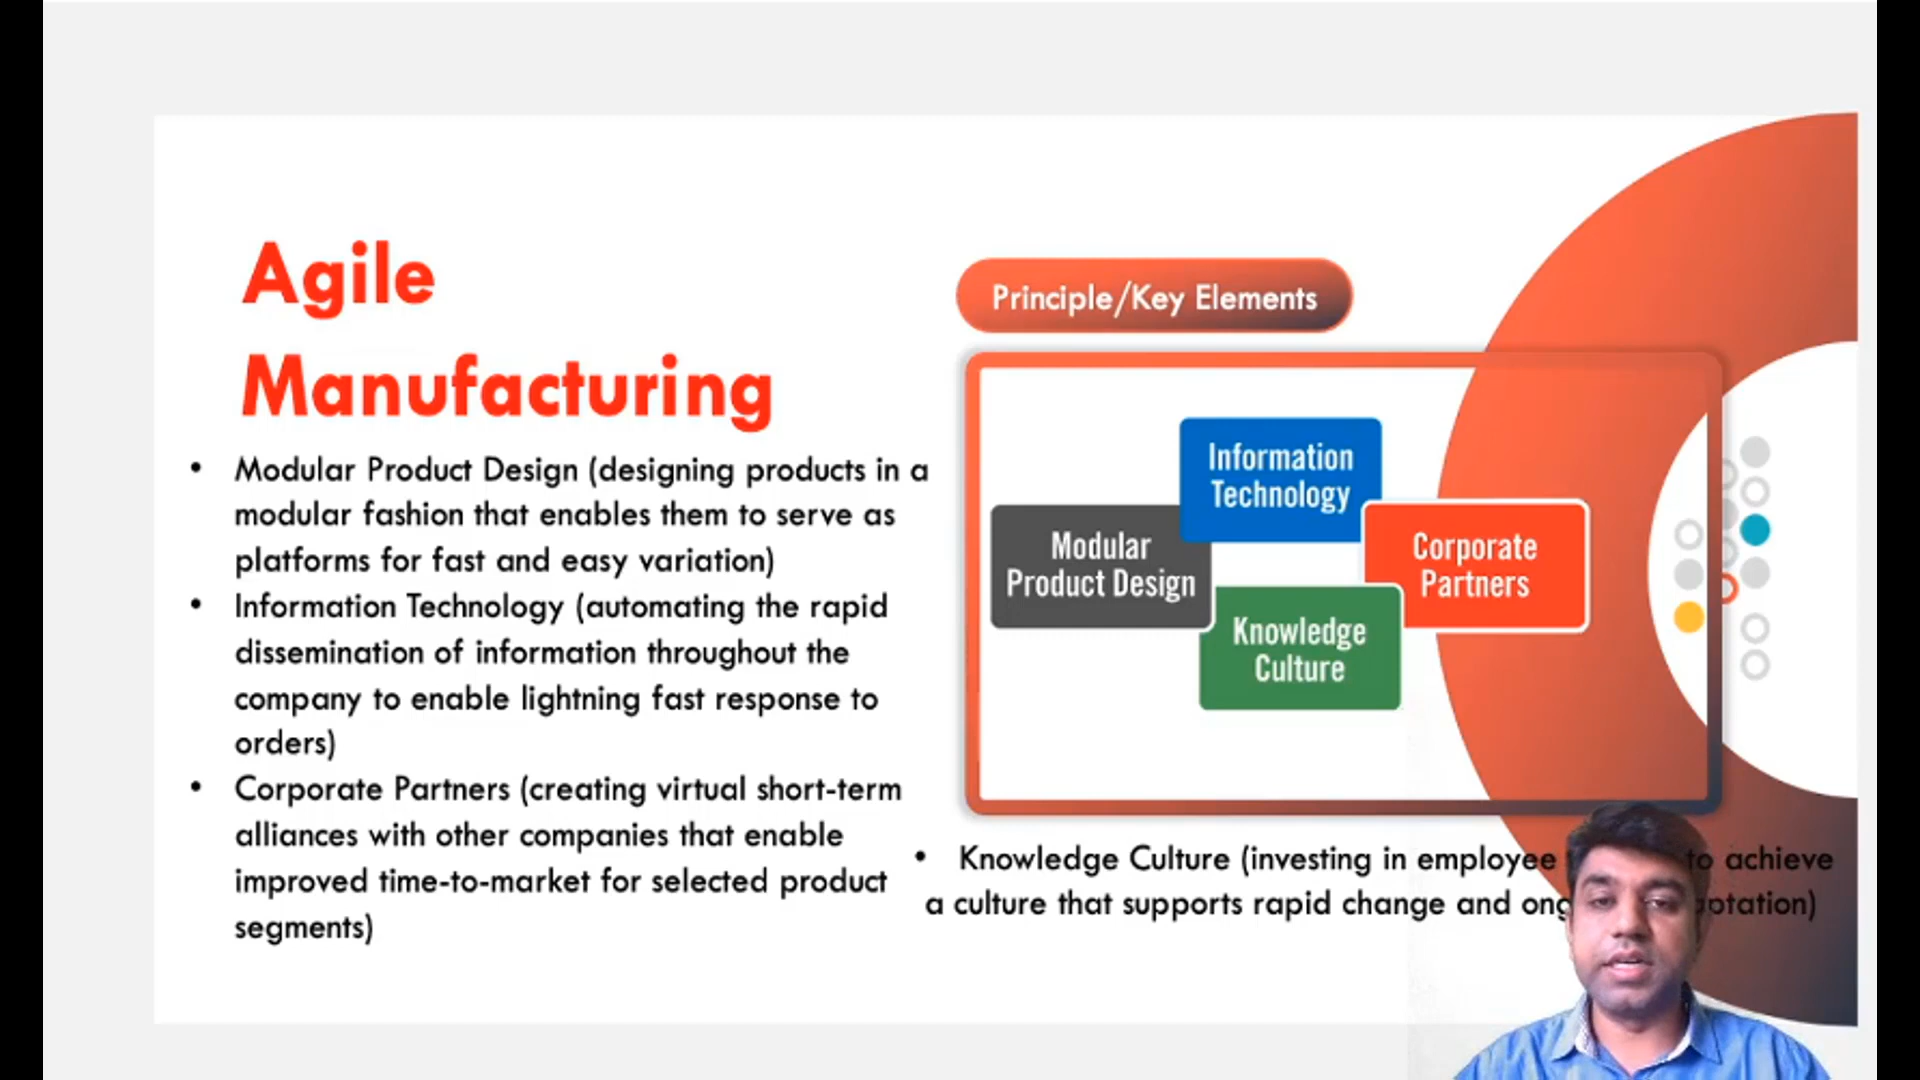 Agile
Manufacturing
• Modular Product Design (designing products in a
modular fashion that enables them to serve as
platforms for fast and easy variation)
• Information Technology (automating the rapid
dissemination of information throughout the
company to enable lightning fast response to
orders)
• Corporate Partners (creating virtual short-term
alliances with other companies that enable
improved time-to-market for selected product
segments)
Principle/Key Elements
Information
Technology
Modular
Product Design
Corporate
Partners
Knowledge
Culture
• Knowledge Culture (investing in employee to achieve
a culture that supports rapid change and